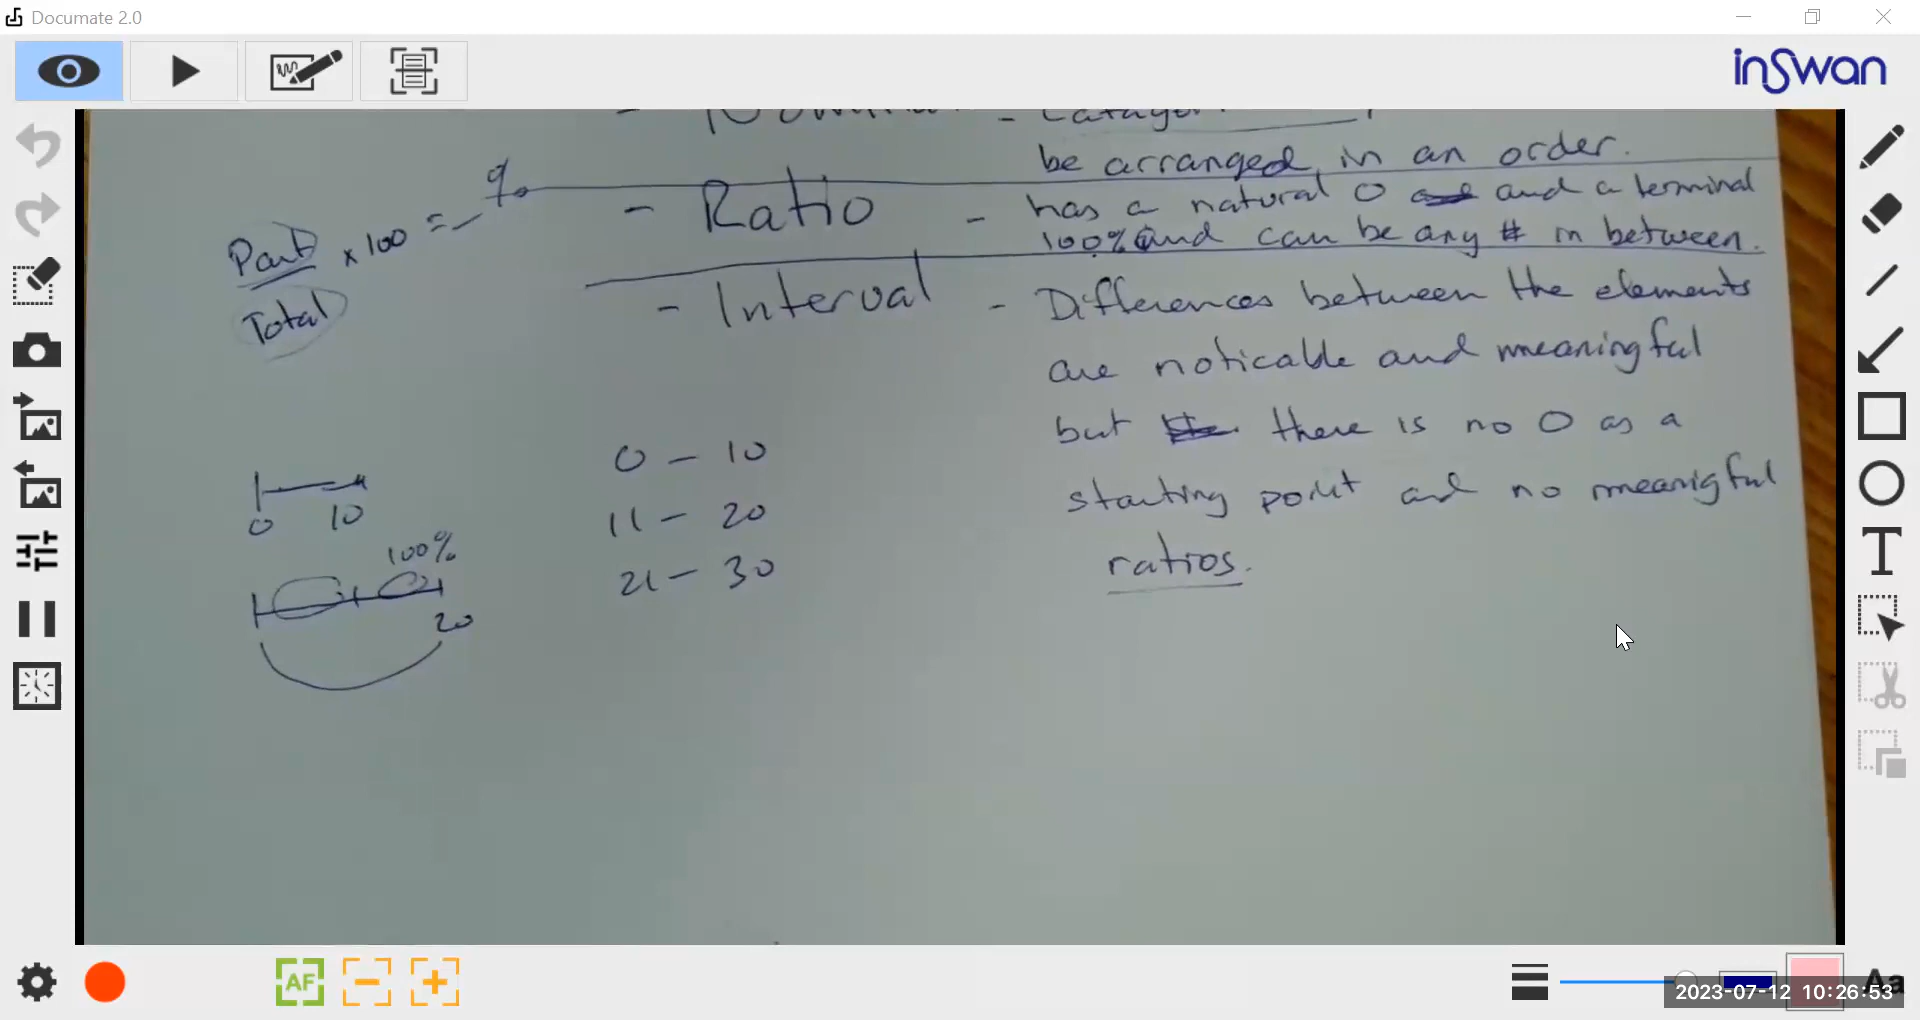 Documate 2.0
inSwan
be arranged in an order.
%
- Ratio - has a natural 0 and a terminal
100% and can be any # in between.
Part x 100 =
Total
- Interval - Differences between the elements
are noticable and meaningful
but there is no 0 as a
starting point and no meanigful
ratios.
0 - 10
11 - 20
21 - 30
0 10
100%
20
T
AF
Aa
2023-07-12 10:26:53